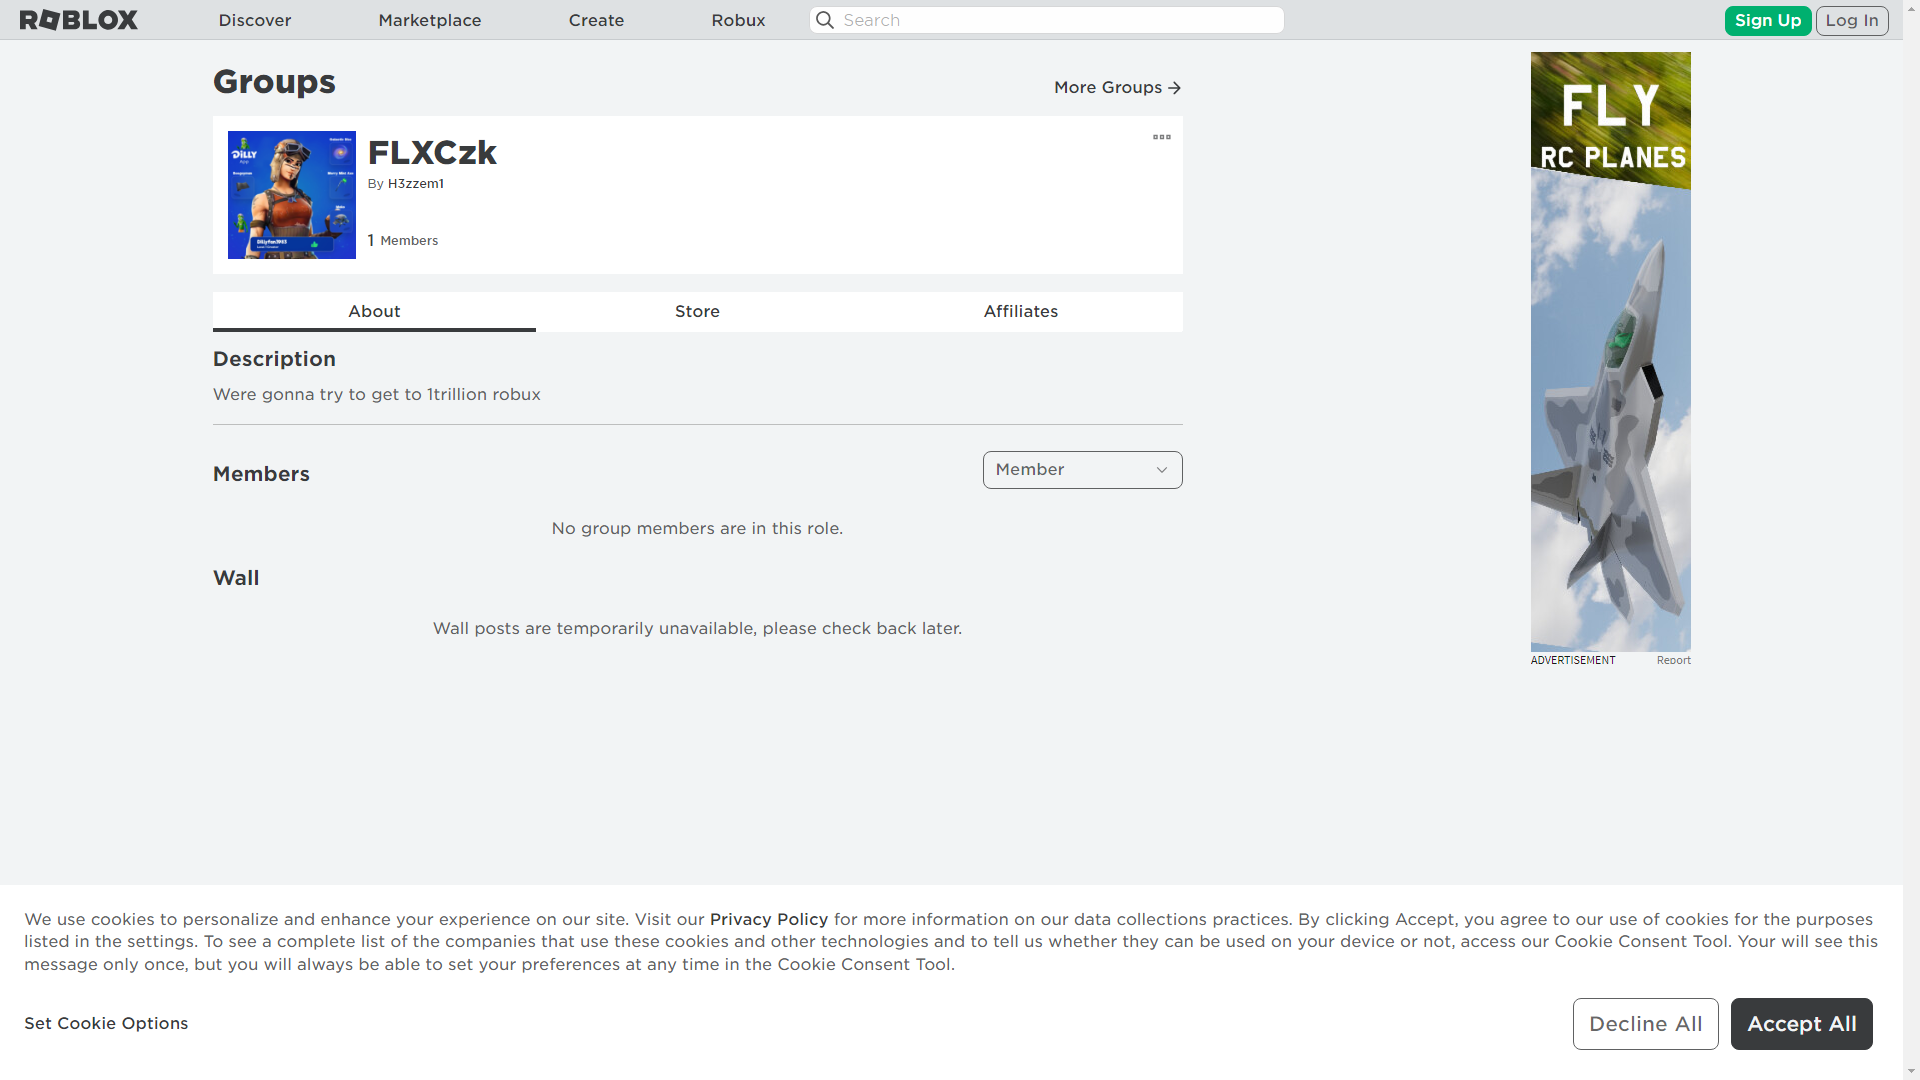 ROBLOX
Discover
Marketplace
Create
Robux
Search
Sign Up
Log In
Groups
More Groups
DiLLY
App
Dillyfan1963
FLXCzk
By H3zzem1
1 Members
About
Store
Affiliates
Description
Were gonna try to get to 1trillion robux
Members
Member
No group members are in this role.
Wall
Wall posts are temporarily unavailable, please check back later.
FLY
RC PLANES
ADVERTISEMENT
Report
We use cookies to personalize and enhance your experience on our site. Visit our Privacy Policy for more information on our data collections practices. By clicking Accept, you agree to our use of cookies for the purposes
listed in the settings. To see a complete list of the companies that use these cookies and other technologies and to tell us whether they can be used on your device or not, access our Cookie Consent Tool. Your will see this
message only once, but you will always be able to set your preferences at any time in the Cookie Consent Tool.
Set Cookie Options
Decline All
Accept All